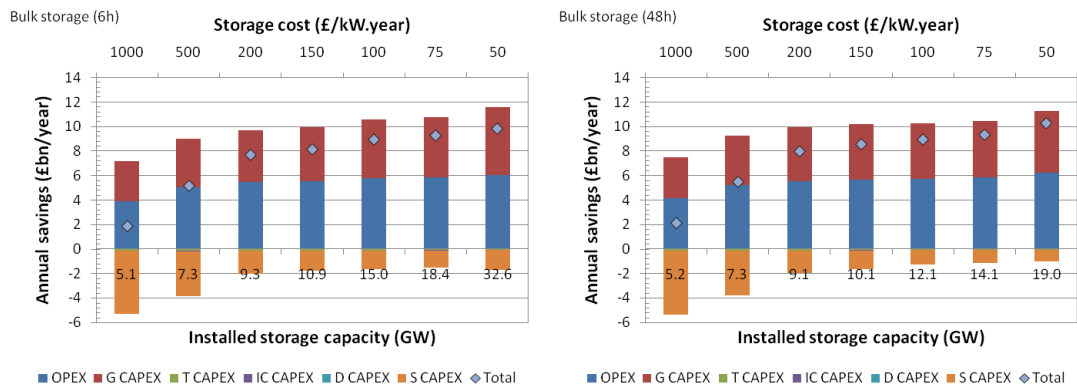 Bulk storage (6h)
Storage cost (£/kW.year)
1000 500 200 150 100 75 50
Annual savings (£bn/year)
14
12
10
8
6
4
2
0
-2
-4
-6
5.1 7.3 9.3 10.9 15.0 18.4 32.6
Installed storage capacity (GW)
OPEX G CAPEX T CAPEX IC CAPEX D CAPEX S CAPEX Total
Bulk storage (48h)
Storage cost (£/kW.year)
1000 500 200 150 100 75 50
Annual savings (£bn/year)
14
12
10
8
6
4
2
0
-2
-4
-6
5.2 7.3 9.1 10.1 12.1 14.1 19.0
Installed storage capacity (GW)
OPEX G CAPEX T CAPEX IC CAPEX D CAPEX S CAPEX Total